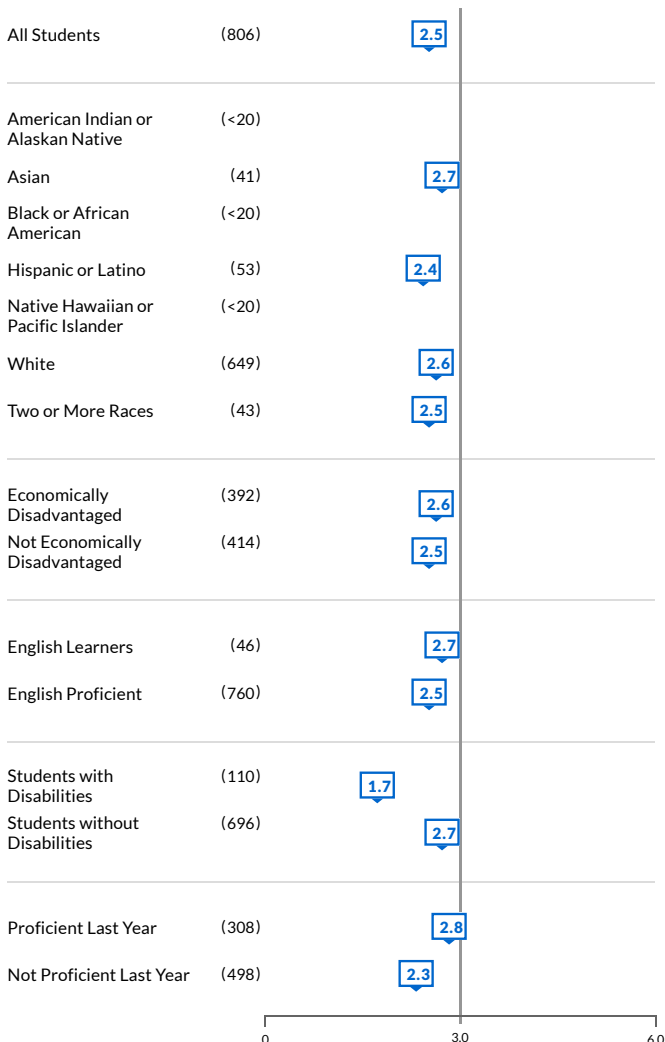 All Students (806) 2.5
American Indian or (<20)
Alaskan Native
Asian (41) 2.7
Black or African (<20)
American
Hispanic or Latino (53) 2.4
Native Hawaiian or (<20)
Pacific Islander
White (649) 2.6
Two or More Races (43) 2.5
Economically (392) 2.6
Disadvantaged
Not Economically (414) 2.5
Disadvantaged
English Learners (46) 2.7
English Proficient (760) 2.5
Students with (110) 1.7
Disabilities
Students without (696) 2.7
Disabilities
Proficient Last Year (308) 2.8
Not Proficient Last Year (498) 2.3
0 3.0 6.0